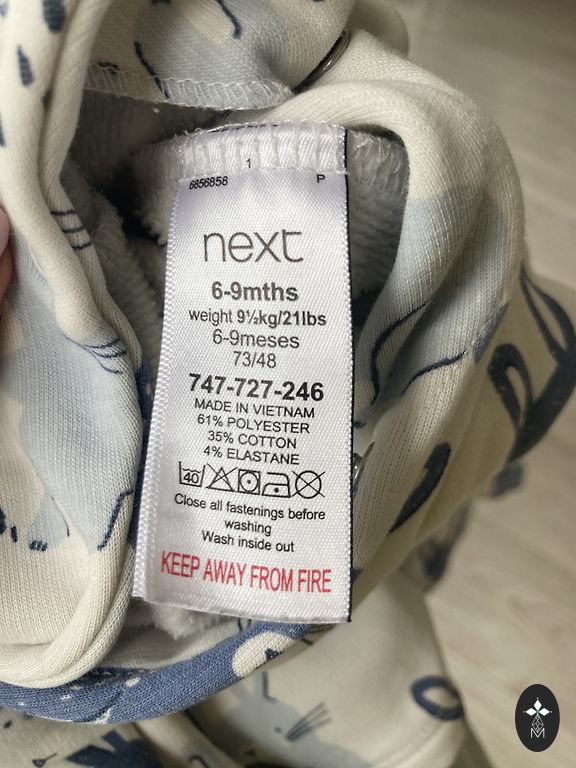 1
6856858 P
next
6-9mths
weight 9½kg/21lbs
6-9meses
73/48
747-727-246
MADE IN VIETNAM
61% POLYESTER
35% COTTON
4% ELASTANE
40
Close all fastenings before
washing
Wash inside out
KEEP AWAY FROM FIRE
M